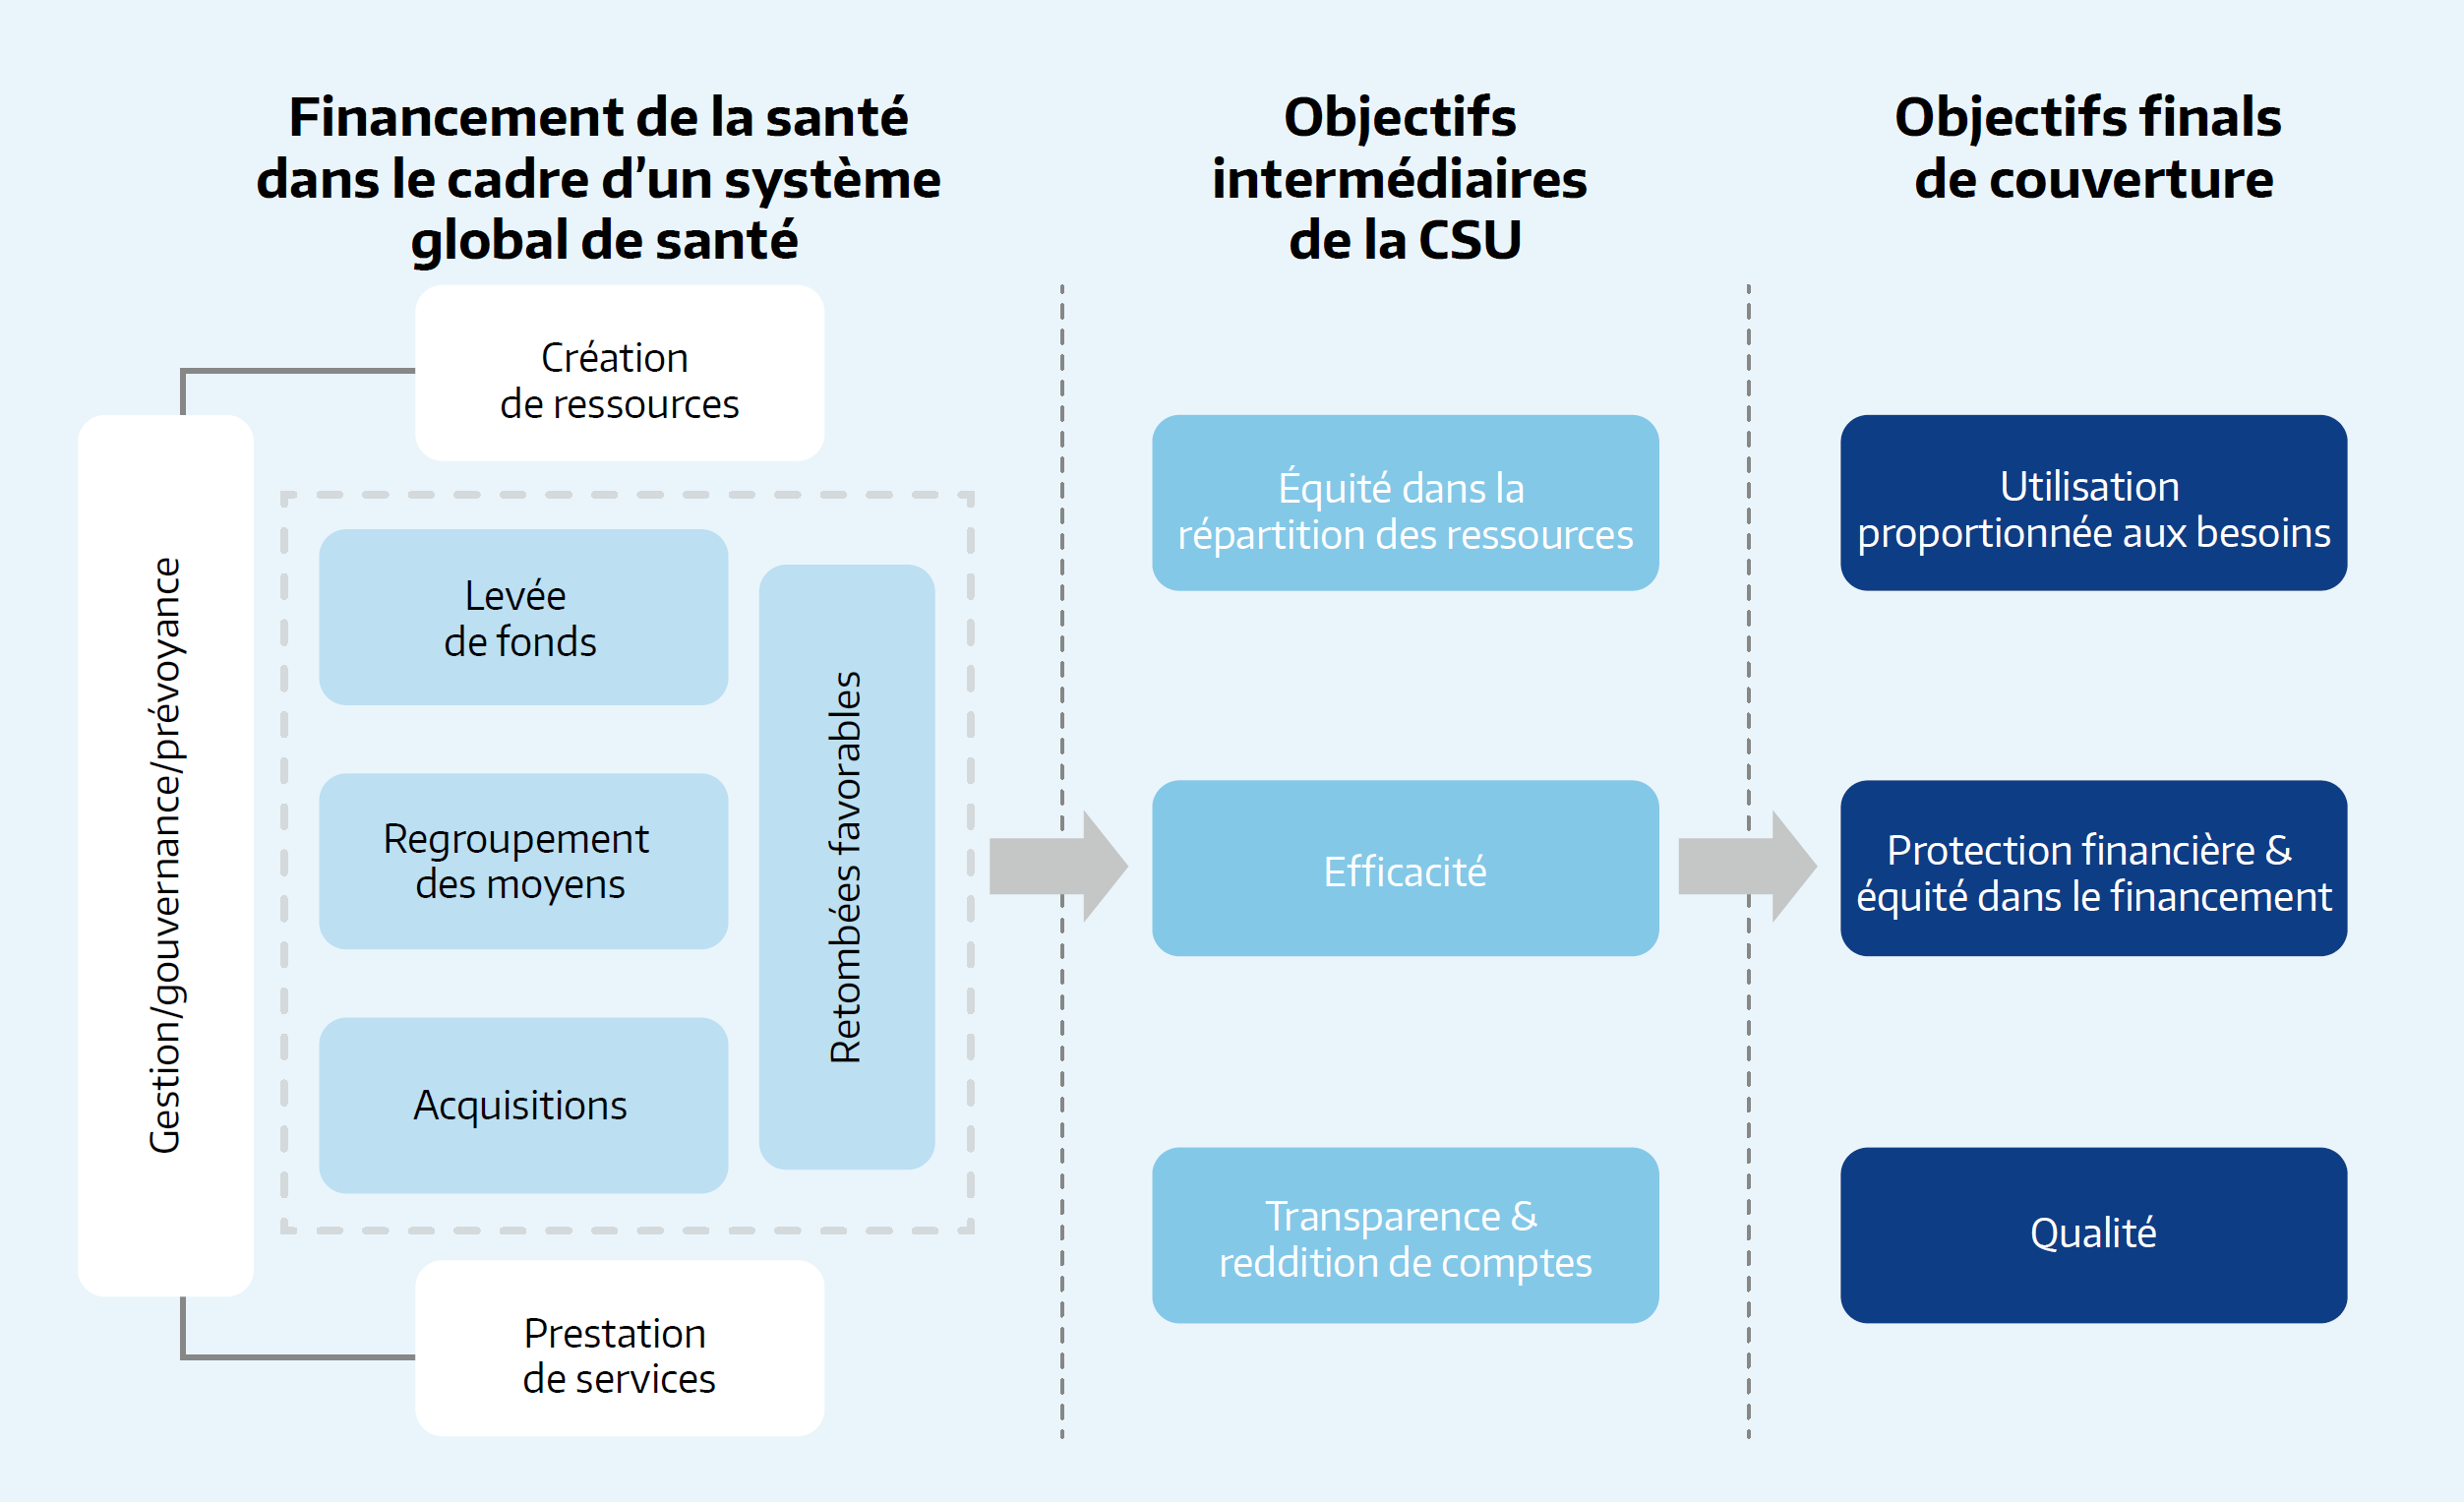 Financement de la santé
dans le cadre d’un système
global de santé
Objectifs
intermédiaires
de la CSU
Objectifs finals
de couverture
Création
de ressources
Gestion/gouvernance/prévoyance
Levée
de fonds
Regroupement
des moyens
Acquisitions
Retombées favorables
Prestation
de services
Équité dans la
répartition des ressources
Efficacité
Transparence &
reddition de comptes
Utilisation
proportionnée aux besoins
Protection financière &
équité dans le financement
Qualité